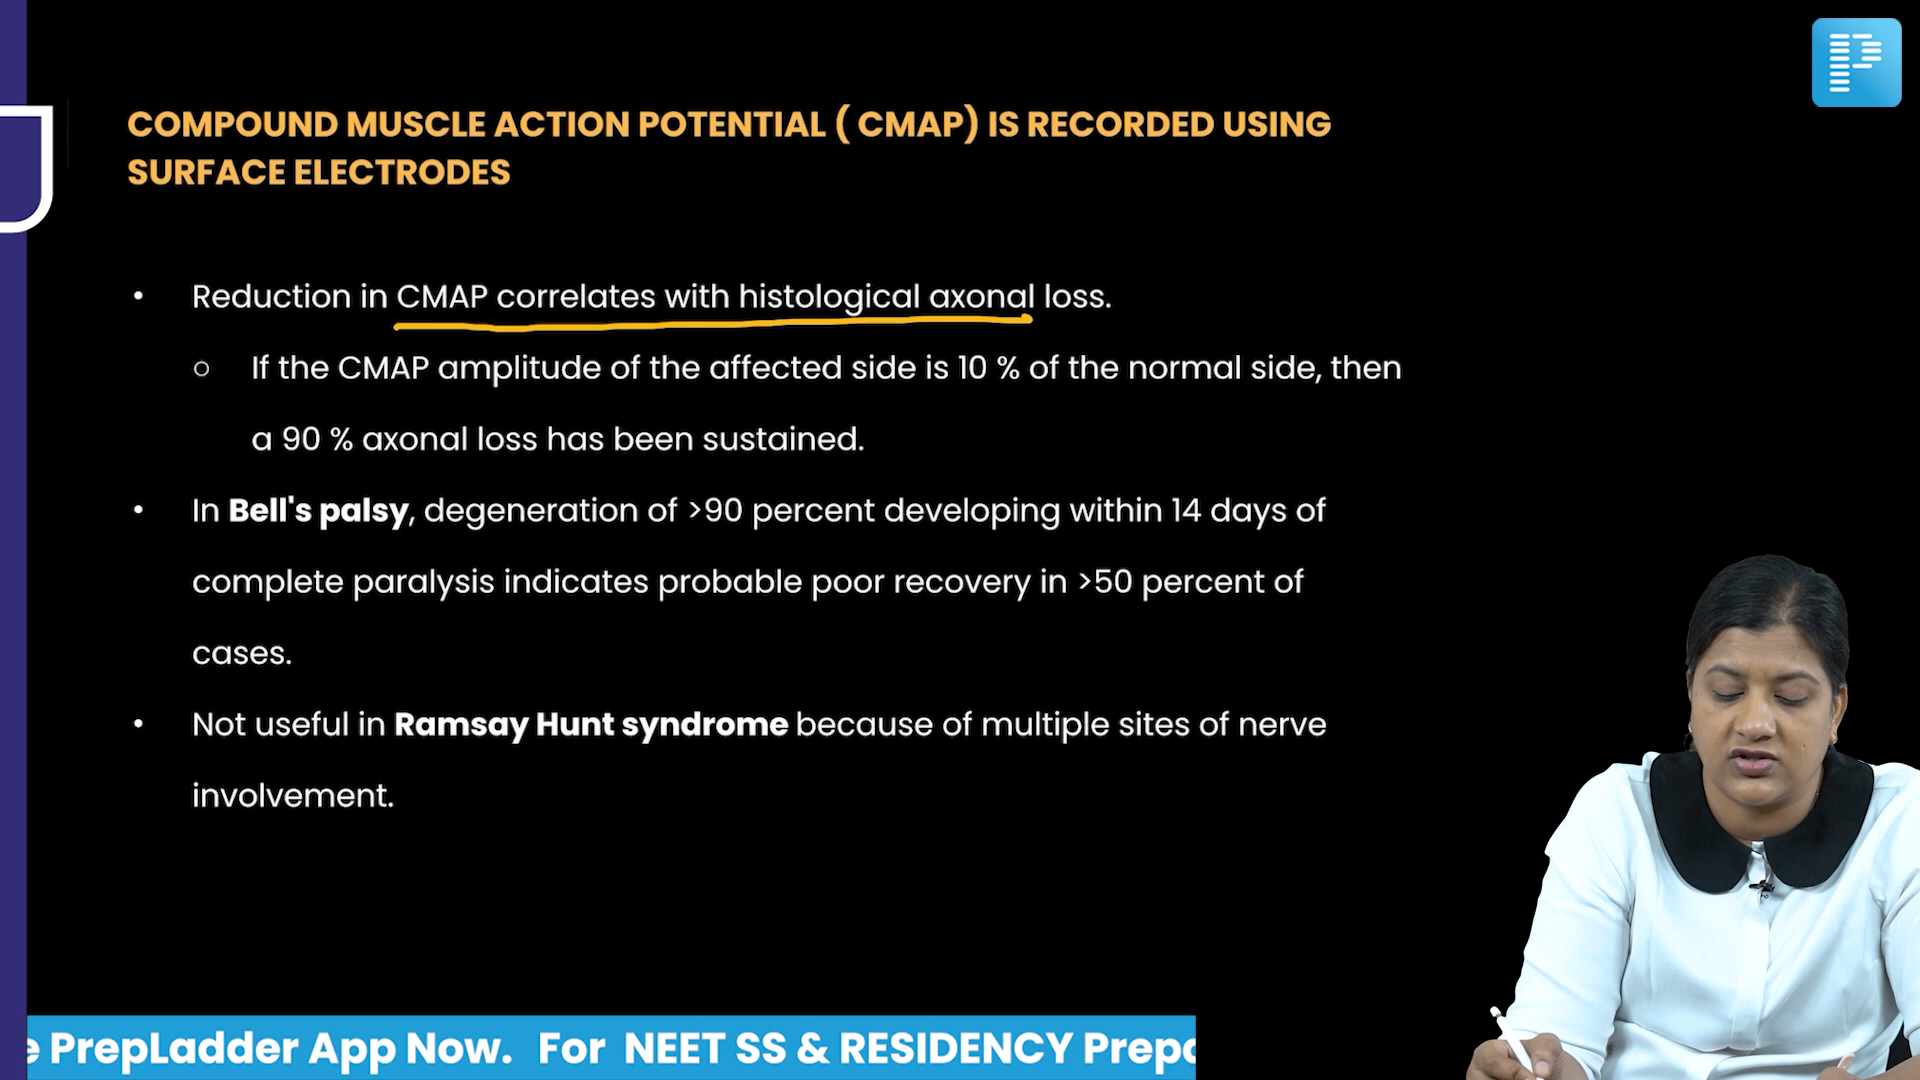 COMPOUND MUSCLE ACTION POTENTIAL ( CMAP) IS RECORDED USING
SURFACE ELECTRODES
• Reduction in CMAP correlates with histological axonal loss.
○ If the CMAP amplitude of the affected side is 10 % of the normal side, then
a 90 % axonal loss has been sustained.
• In Bell's palsy, degeneration of >90 percent developing within 14 days of
complete paralysis indicates probable poor recovery in >50 percent of
cases.
• Not useful in Ramsay Hunt syndrome because of multiple sites of nerve
involvement.
PrepLadder App Now. For NEET SS & RESIDENCY